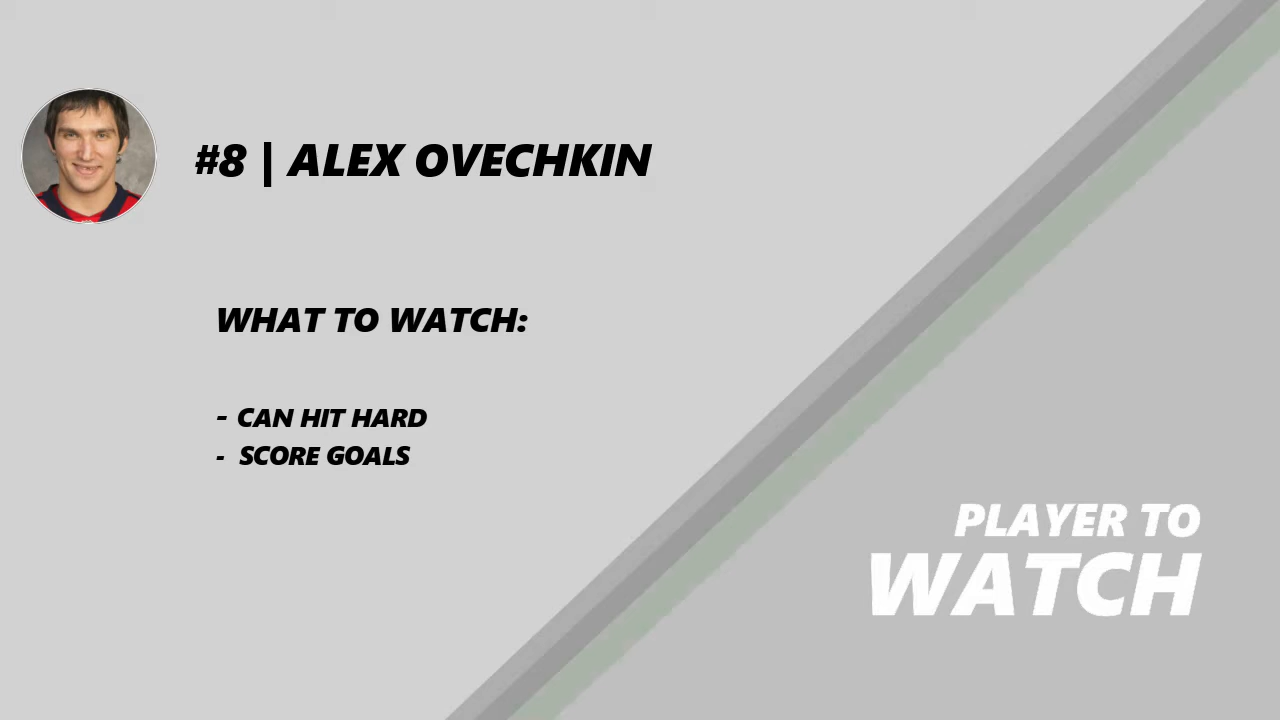 #8 | ALEX OVECHKIN
WHAT TO WATCH:
- CAN HIT HARD
- SCORE GOALS
PLAYER TO
WATCH